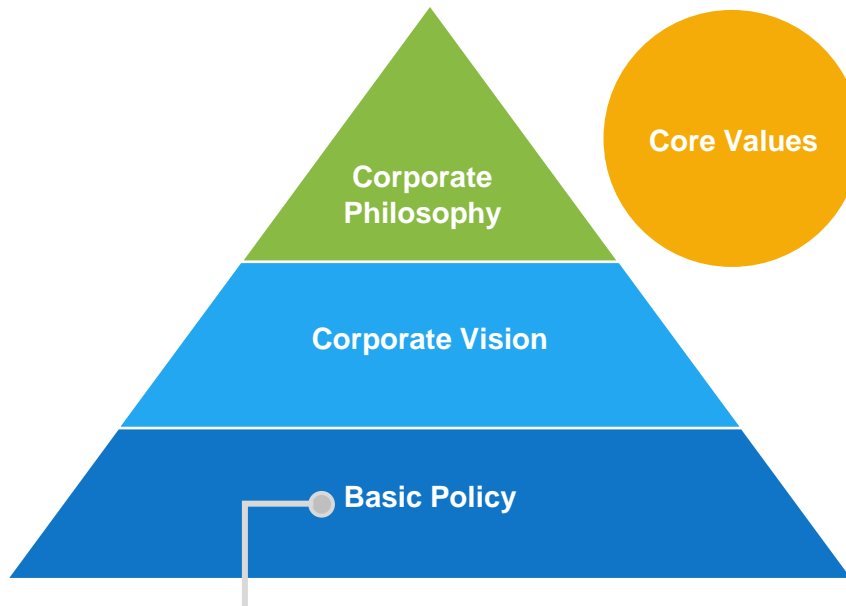 Core Values
Corporate
Philosophy
Corporate Vision
Basic Policy